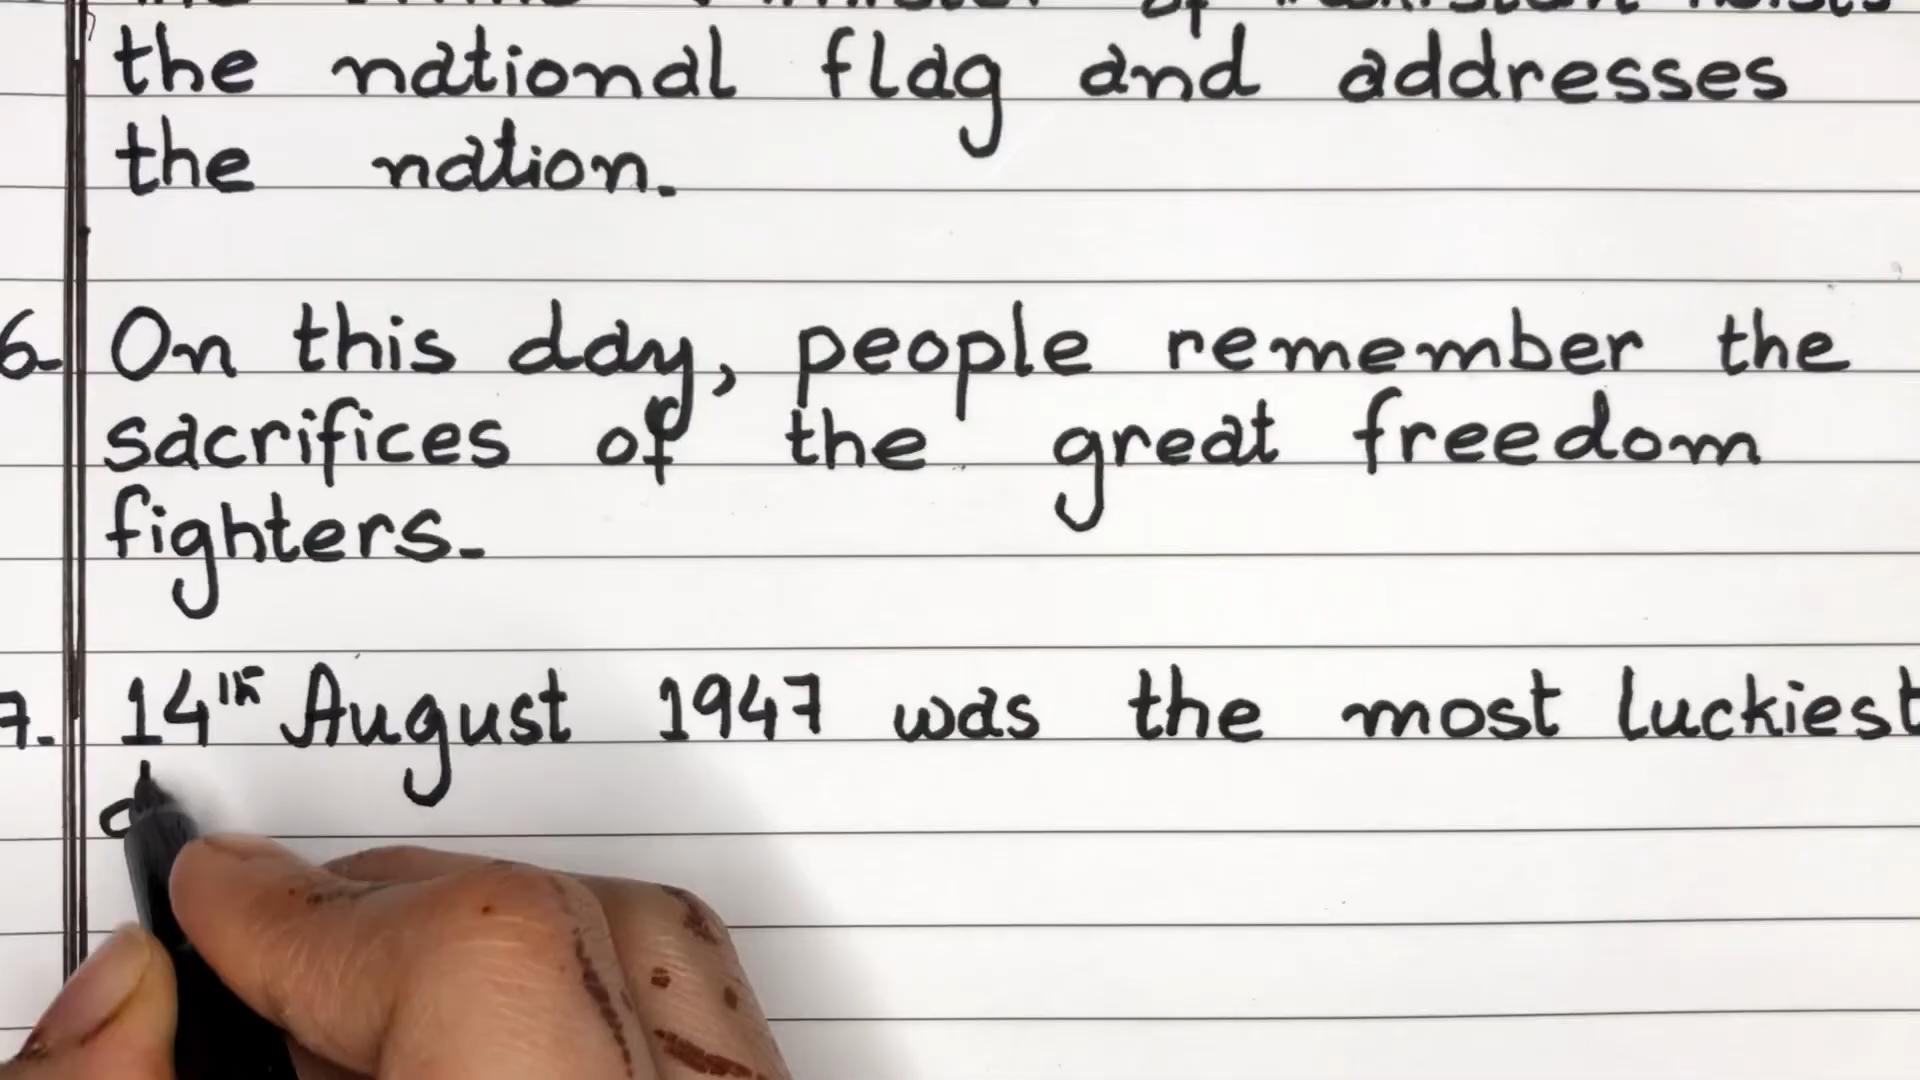 of
the national flag and addresses
the nation.
6. On this day, people remember the
sacrifices of the great freedom
fighters.
7. 14th August 1947 was the most luckiest